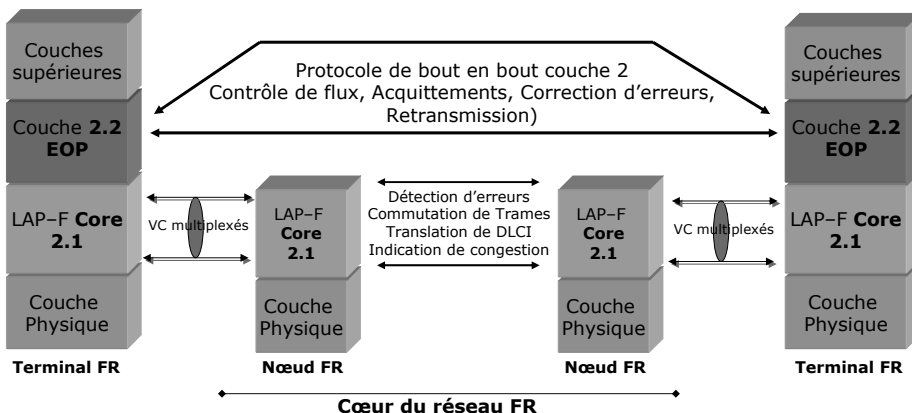 Couches
supérieures
Couche 2.2
EOP
LAP–F Core
2.1
Couche
Physique
Terminal FR
Protocole de bout en bout couche 2
Contrôle de flux, Acquittements, Correction d'erreurs,
Retransmission)
VC multiplexés
LAP–F
Core
2.1
Couche
Physique
Nœud FR
Détection d'erreurs
Commutation de Trames
Translation de DLCI
Indication de congestion
LAP–F
Core
2.1
Couche
Physique
Nœud FR
VC multiplexés
Couches
supérieures
Couche 2.2
EOP
LAP–F Core
2.1
Couche
Physique
Terminal FR
Cœur du réseau FR